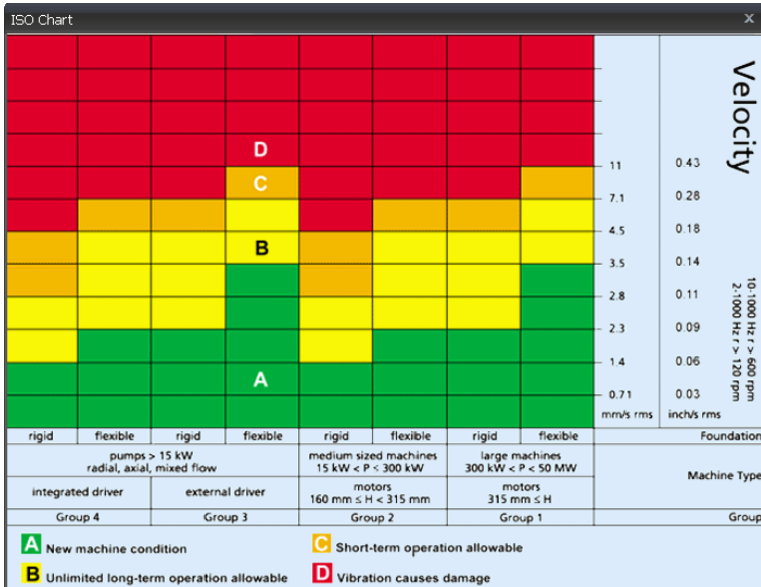 ISO Chart
x
D
C
B
A
Velocity
10-1000 Hz r > 600 rpm
2-1000 Hz r > 120 rpm
11 0.43
7.1 0.28
4.5 0.18
3.5 0.14
2.8 0.11
2.3 0.09
1.4 0.06
0.71 0.03
mm/s rms inch/s rms
rigid flexible rigid flexible rigid flexible rigid flexible Foundation
pumps > 15 kW
radial, axial, mixed flow
medium sized machines
15 kW < P ≤ 300 kW
large machines
300 kW < P < 50 MW
Machine Type
integrated driver external driver
motors
160 mm ≤ H < 315 mm
motors
315 mm ≤ H
Group 4 Group 3 Group 2 Group 1 Group
A New machine condition
C Short-term operation allowable
B Unlimited long-term operation allowable
D Vibration causes damage